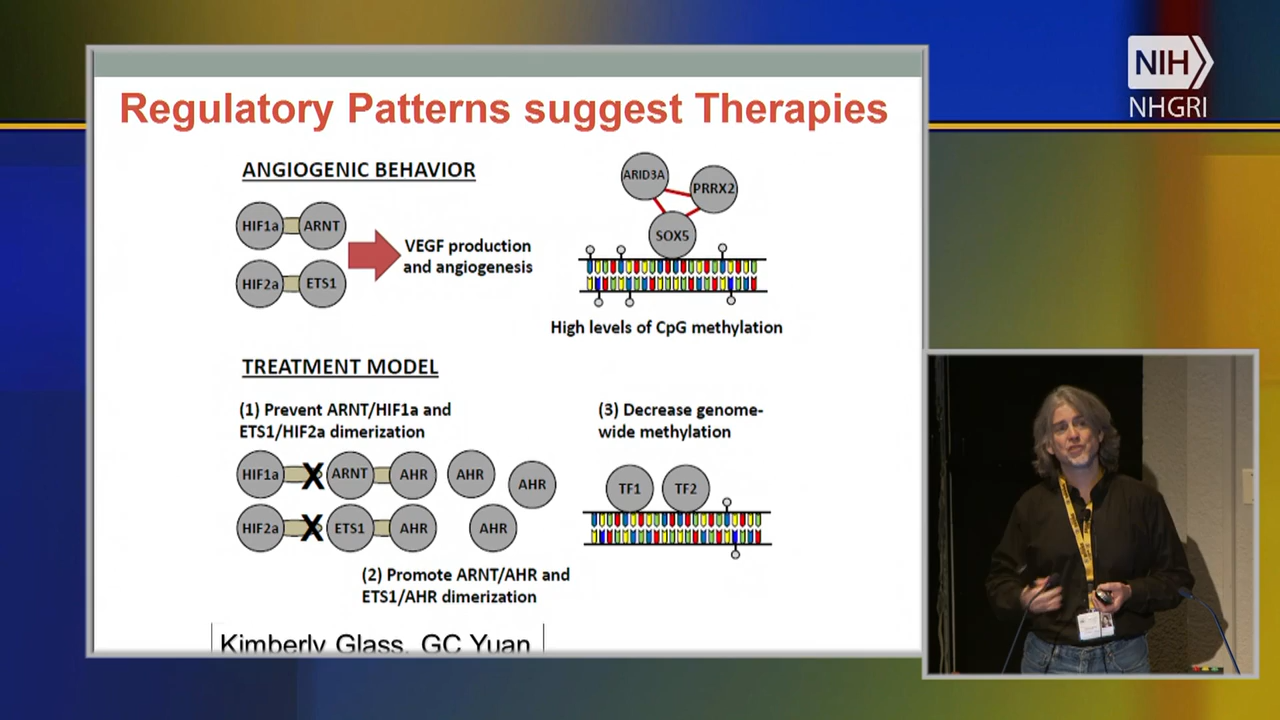 NIH
NHGRI
Regulatory Patterns suggest Therapies
ANGIOGENIC BEHAVIOR
HIF1a
ARNT
HIF2a
ETS1
VEGF production
and angiogenesis
ARID3A
PRRX2
SOX5
High levels of CpG methylation
TREATMENT MODEL
(1) Prevent ARNT/HIF1a and
ETS1/HIF2a dimerization
HIF1a
X
ARNT
AHR
AHR
AHR
HIF2a
X
ETS1
AHR
AHR
(2) Promote ARNT/AHR and
ETS1/AHR dimerization
(3) Decrease genome-
wide methylation
TF1
TF2
Kimberly Glass, GC Yuan